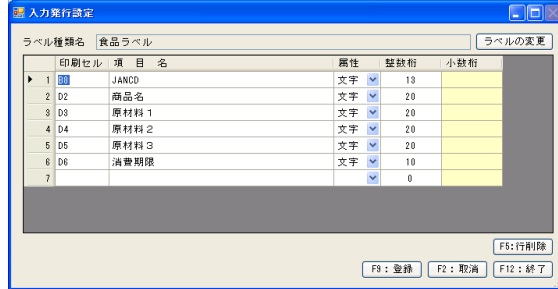 入力発行設定
ラベル種類名 食品ラベル ラベルの変更
印刷セル 項 目 名 属性 整数桁 小数桁
1 B8 JANCD 文字 13
2 D2 商品名 文字 20
3 D3 原材料1 文字 20
4 D4 原材料2 文字 20
5 D5 原材料3 文字 20
6 D6 消費期限 文字 10
7 0
F5:行削除
F9：登録 F2：取消 F12：終了